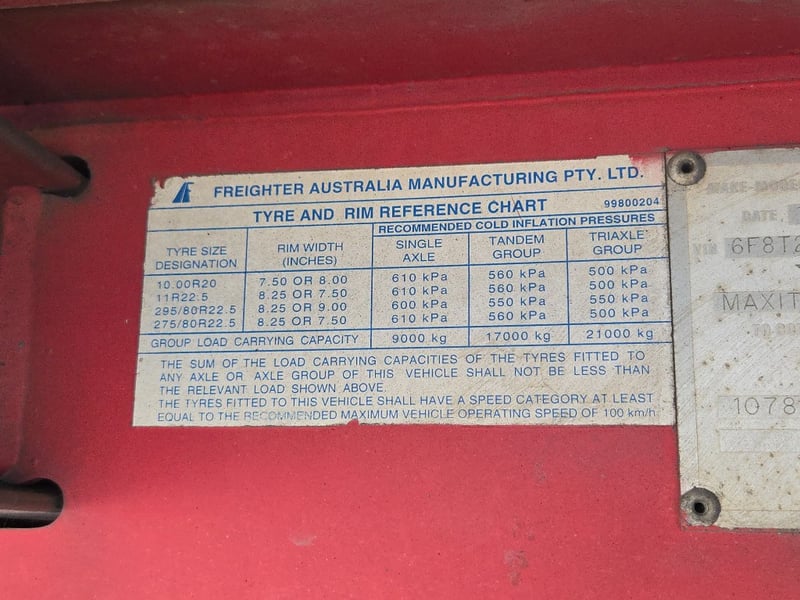 FREIGHTER AUSTRALIA MANUFACTURING PTY. LTD.
TYRE AND RIM REFERENCE CHART 99800204
RECOMMENDED COLD INFLATION PRESSURES
TYRE SIZE DESIGNATION RIM WIDTH (INCHES) SINGLE AXLE TANDEM GROUP TRIAXLE GROUP
10.00R20 7.50 OR 8.00 610 kPa 560 kPa 500 kPa
11R22.5 8.25 OR 7.50 610 kPa 560 kPa 500 kPa
295/80R22.5 8.25 OR 9.00 600 kPa 550 kPa 550 kPa
275/80R22.5 8.25 OR 7.50 610 kPa 560 kPa 500 kPa
GROUP LOAD CARRYING CAPACITY 9000 kg 17000 kg 21000 kg
THE SUM OF THE LOAD CARRYING CAPACITIES OF THE TYRES FITTED TO
ANY AXLE OR AXLE GROUP OF THIS VEHICLE SHALL NOT BE LESS THAN
THE RELEVANT LOAD SHOWN ABOVE.
THE TYRES FITTED TO THIS VEHICLE SHALL HAVE A SPEED CATEGORY AT LEAST
EQUAL TO THE RECOMMENDED MAXIMUM VEHICLE OPERATING SPEED OF 100 km/h
MAKE-MODE
DATE
VIN 6F8T2
MAXIT
1078